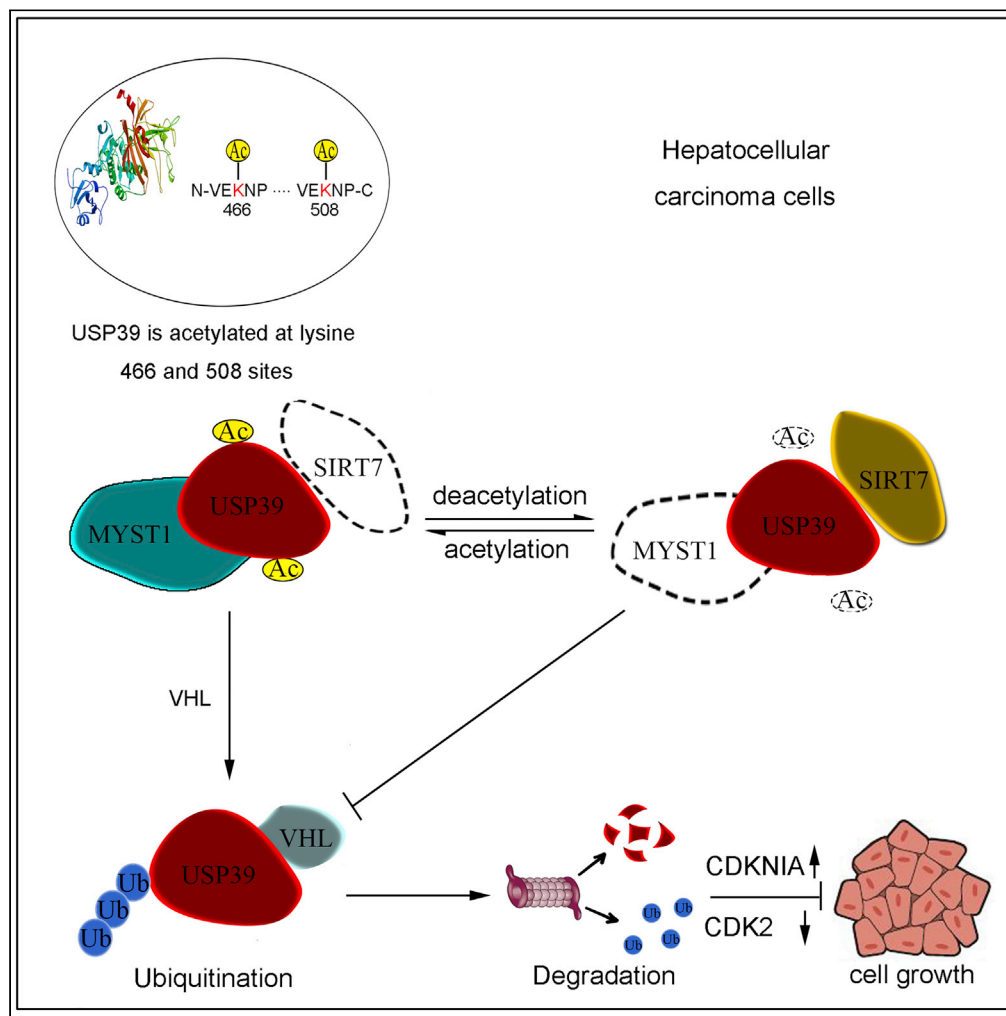 Hepatocellular
carcinoma cells
Ac
Ac
N-VEKNP ···· VEKNP-C
466
508
USP39 is acetylated at lysine
466 and 508 sites
Ac
SIRT7
USP39
MYST1
Ac
deacetylation
acetylation
Ac
SIRT7
USP39
MYST1
Ac
VHL
VHL
USP39
Ub
Ub
Ub
Ubiquitination
Ub
Ub
Ub
Ub
Degradation
CDKNIA
CDK2
cell growth